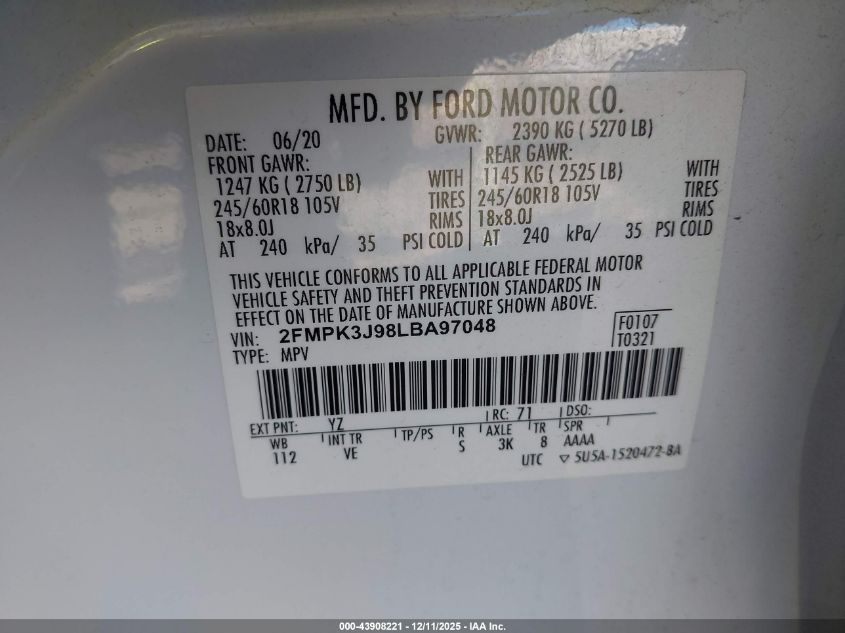 MFD. BY FORD MOTOR CO.
DATE: 06/20 GVWR: 2390 KG ( 5270 LB)
FRONT GAWR: REAR GAWR:
1247 KG ( 2750 LB) WITH 1145 KG ( 2525 LB) WITH
245/60R18 105V TIRES 245/60R18 105V TIRES
18x8.0J RIMS 18x8.0J RIMS
AT 240 kPa/ 35 PSI COLD AT 240 kPa/ 35 PSI COLD
THIS VEHICLE CONFORMS TO ALL APPLICABLE FEDERAL MOTOR
VEHICLE SAFETY AND THEFT PREVENTION STANDARDS IN
EFFECT ON THE DATE OF MANUFACTURE SHOWN ABOVE.
VIN: 2FMPK3J98LBA97048 F0107
TYPE: MPV T0321
EXT PNT: YZ RC: 71 DSO:
WB INT TR TP/PS R AXLE TR SPR
112 VE S 3K 8 AAAA
UTC ▽ 5U5A-1520472-BA
000-43908221 - 12/11/2025 - IAA Inc.